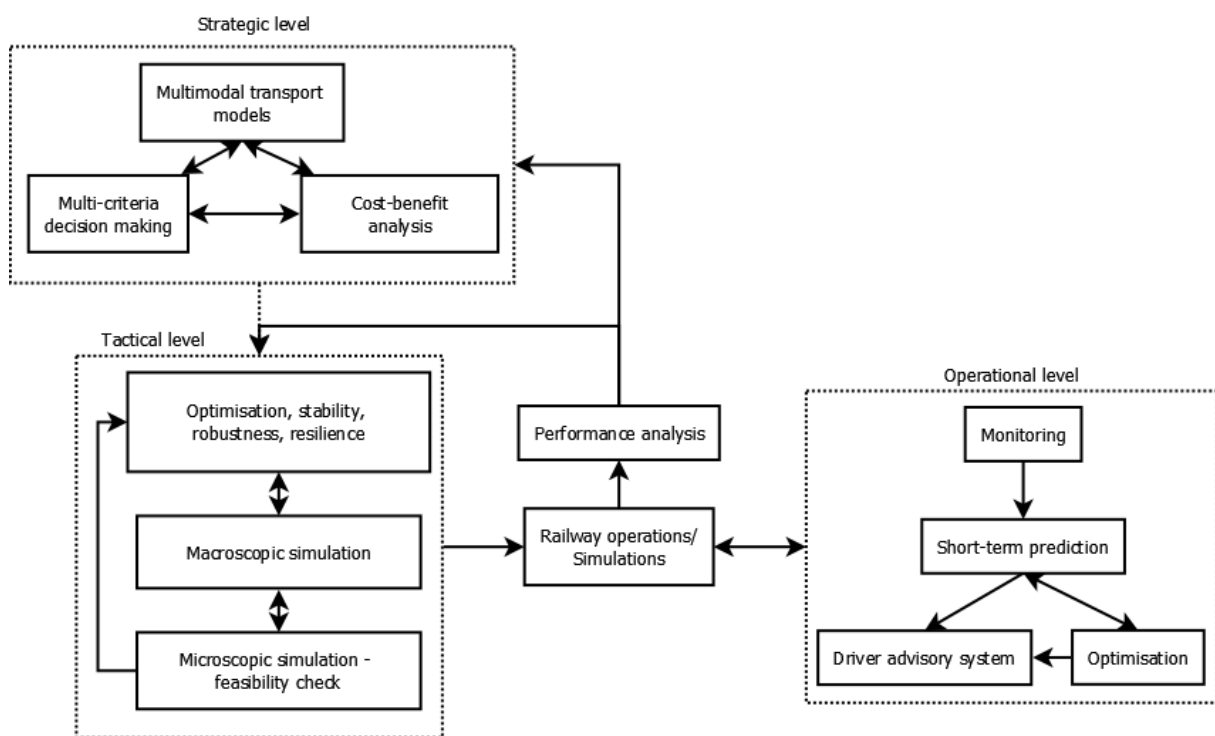 Strategic level
Multimodal transport
models
Multi-criteria
decision making
Cost-benefit
analysis
Tactical level
Optimisation, stability,
robustness, resilience
Macroscopic simulation
Microscopic simulation -
feasibility check
Performance analysis
Railway operations/
Simulations
Operational level
Monitoring
Short-term prediction
Driver advisory system
Optimisation